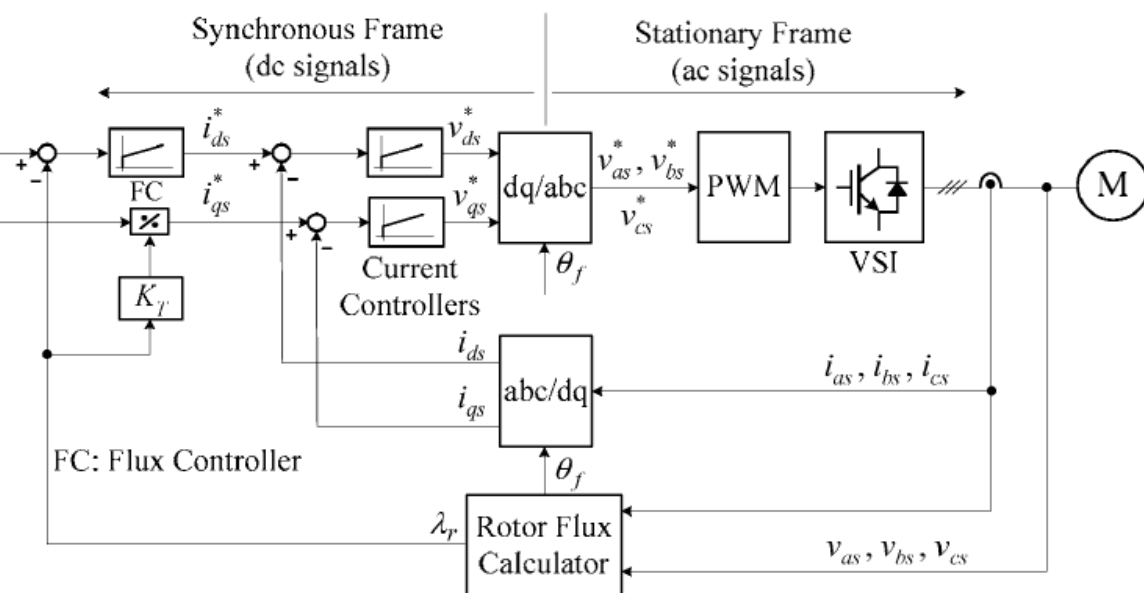 Synchronous Frame
(dc signals)
Stationary Frame
(ac signals)
i*ds
v*ds
+
−
+
−
FC
i*qs
v*qs
dq/abc
v*as, v*bs
v*cs
PWM
M
%
+
−
VSI
θf
Current
Controllers
KT
ids
iqs
abc/dq
ias, ibs, ics
FC: Flux Controller
θf
λr
Rotor Flux
Calculator
vas, vbs, vcs